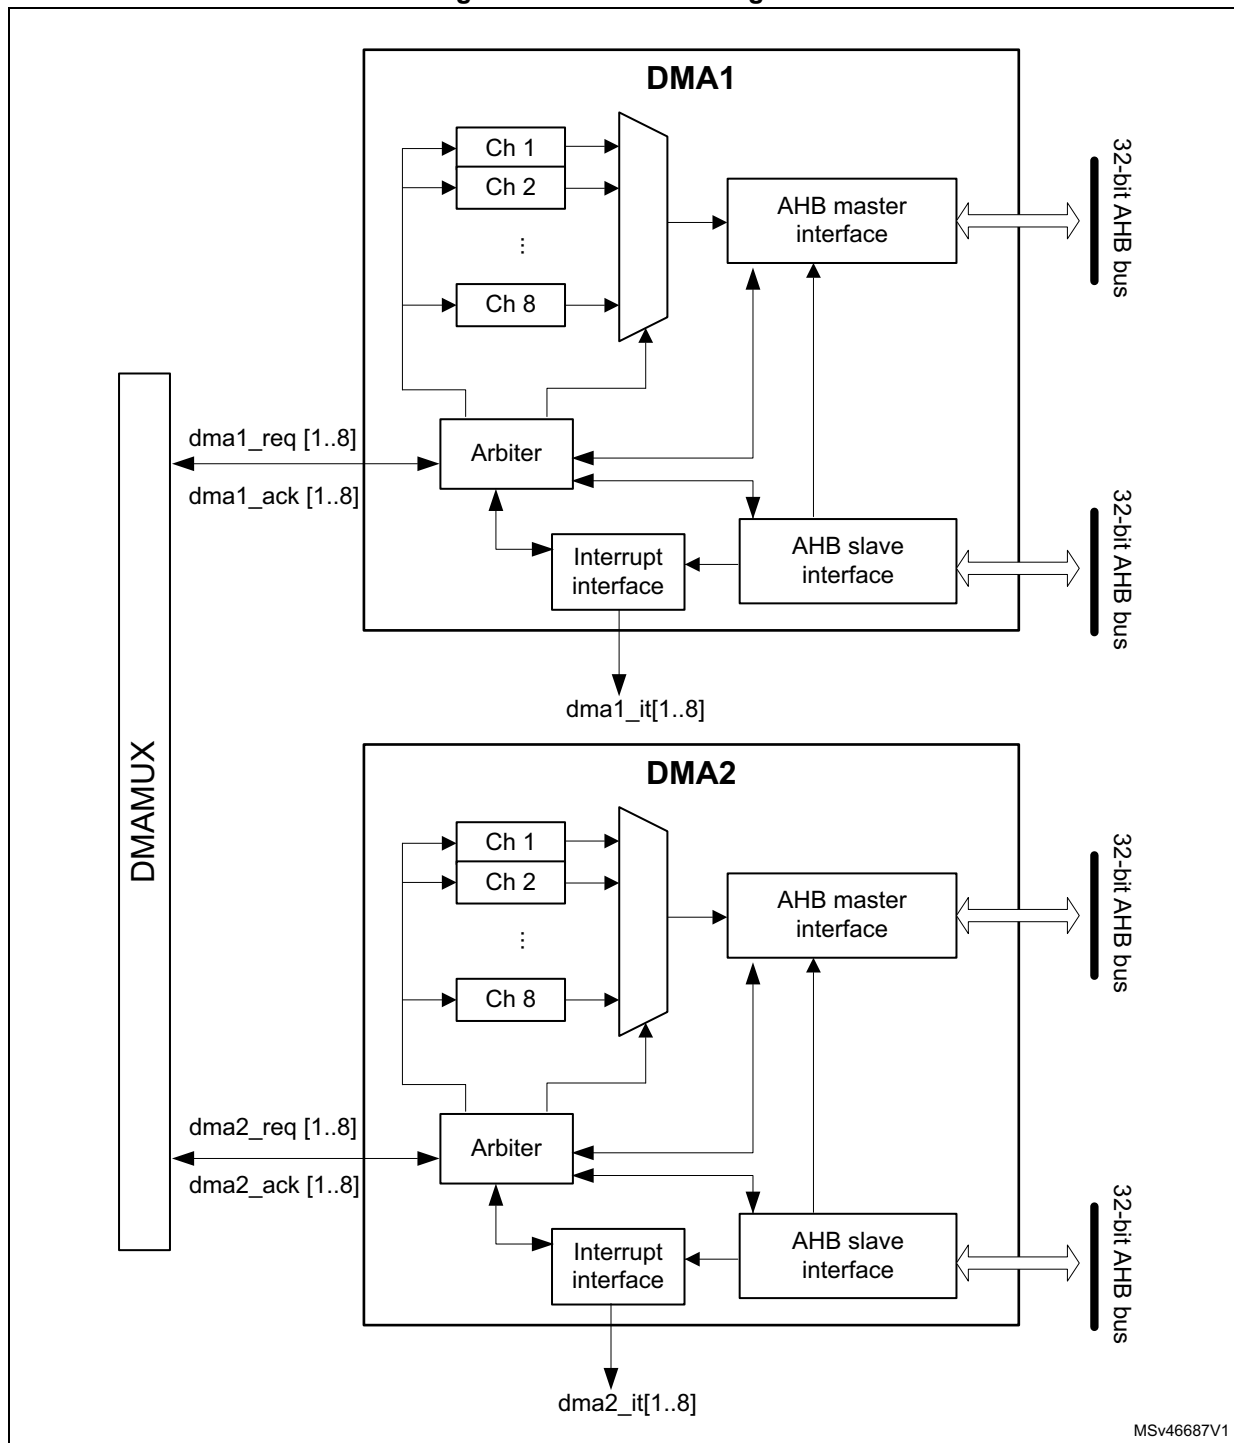 DMA1
Ch 1
Ch 2
...
Ch 8
AHB master
interface
32-bit AHB bus
dma1_req [1..8]
dma1_ack [1..8]
Arbiter
Interrupt
interface
AHB slave
interface
32-bit AHB bus
dma1_it[1..8]
DMAMUX
DMA2
Ch 1
Ch 2
...
Ch 8
AHB master
interface
32-bit AHB bus
dma2_req [1..8]
dma2_ack [1..8]
Arbiter
Interrupt
interface
AHB slave
interface
32-bit AHB bus
dma2_it[1..8]
MSv46687V1